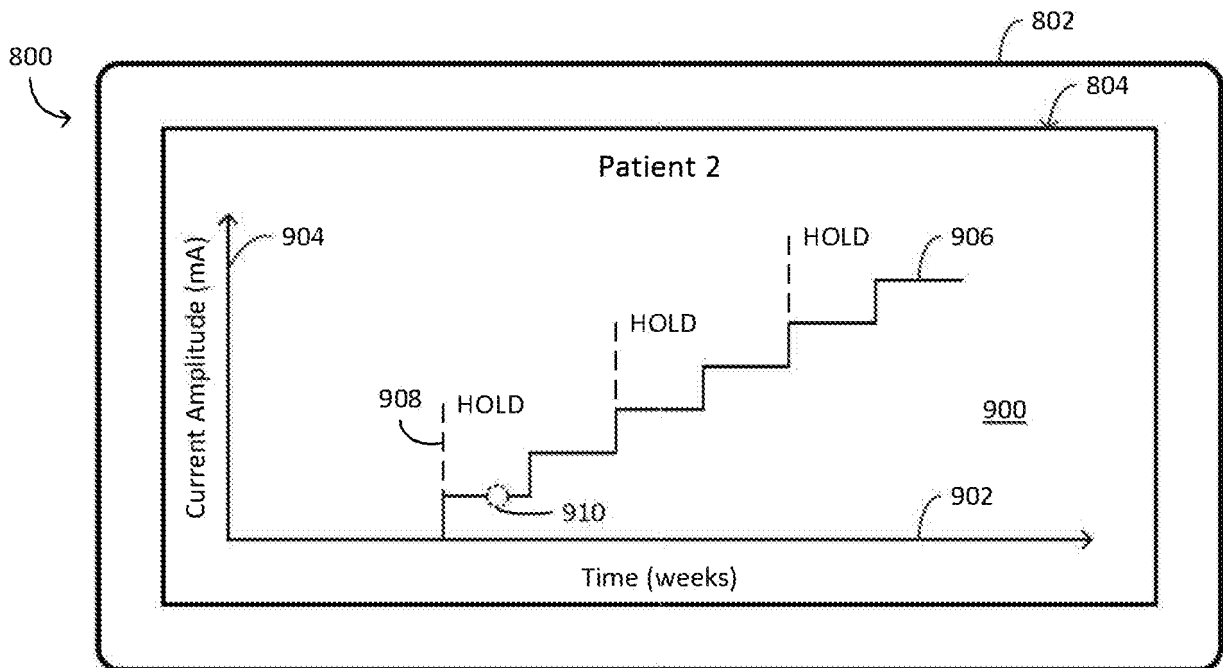 802
800
804
Patient 2
Current Amplitude (mA)
904
HOLD
906
HOLD
908
HOLD
900
910
902
Time (weeks)